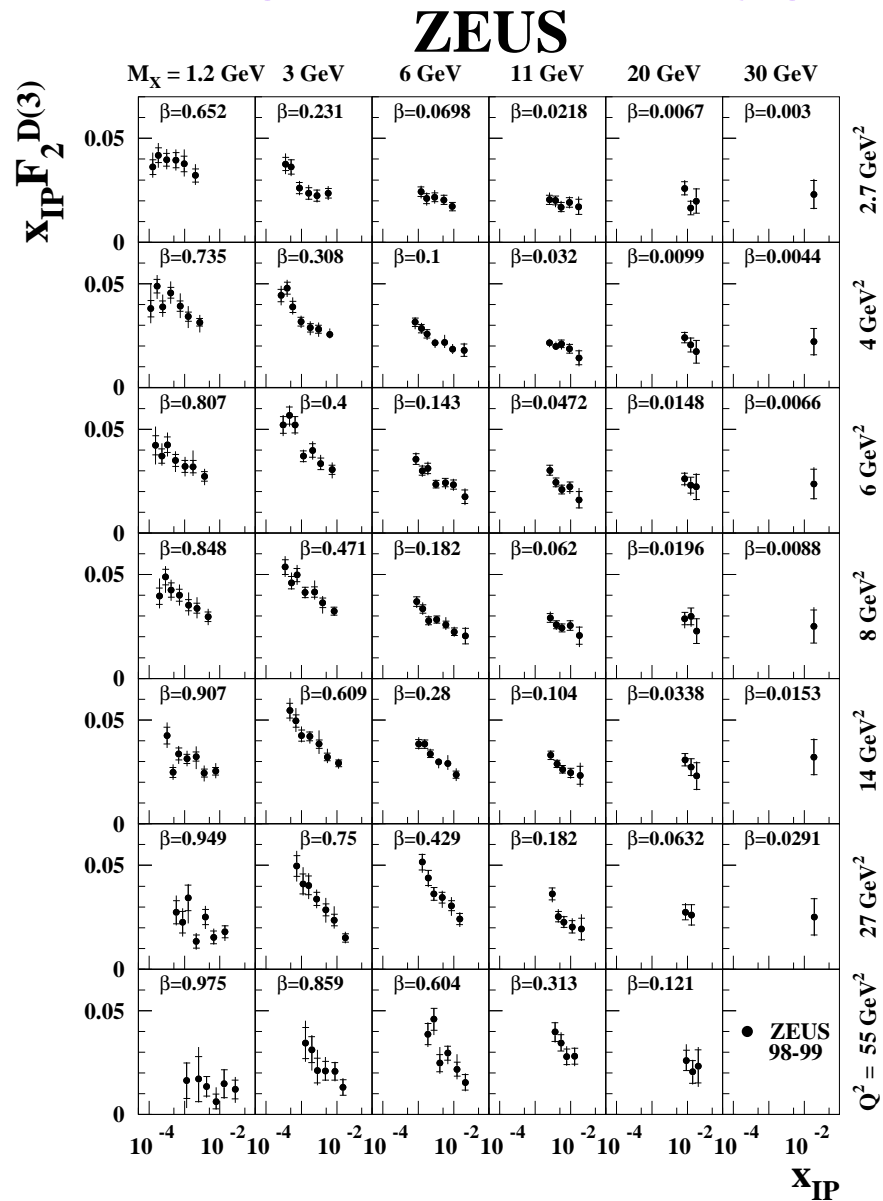 ZEUS
M_X = 1.2 GeV 3 GeV 6 GeV 11 GeV 20 GeV 30 GeV
x_IP F_2^D(3)
β=0.652 β=0.231 β=0.0698 β=0.0218 β=0.0067 β=0.003
0.05
0
2.7 GeV²
β=0.735 β=0.308 β=0.1 β=0.032 β=0.0099 β=0.0044
0.05
0
4 GeV²
β=0.807 β=0.4 β=0.143 β=0.0472 β=0.0148 β=0.0066
0.05
0
6 GeV²
β=0.848 β=0.471 β=0.182 β=0.062 β=0.0196 β=0.0088
0.05
0
8 GeV²
β=0.907 β=0.609 β=0.28 β=0.104 β=0.0338 β=0.0153
0.05
0
14 GeV²
β=0.949 β=0.75 β=0.429 β=0.182 β=0.0632 β=0.0291
0.05
0
27 GeV²
β=0.975 β=0.859 β=0.604 β=0.313 β=0.121
0.05
0
Q² = 55 GeV²
ZEUS
98-99
10⁻⁴ 10⁻² 10⁻⁴ 10⁻² 10⁻⁴ 10⁻² 10⁻⁴ 10⁻² 10⁻⁴ 10⁻² 10⁻⁴ 10⁻²
x_IP